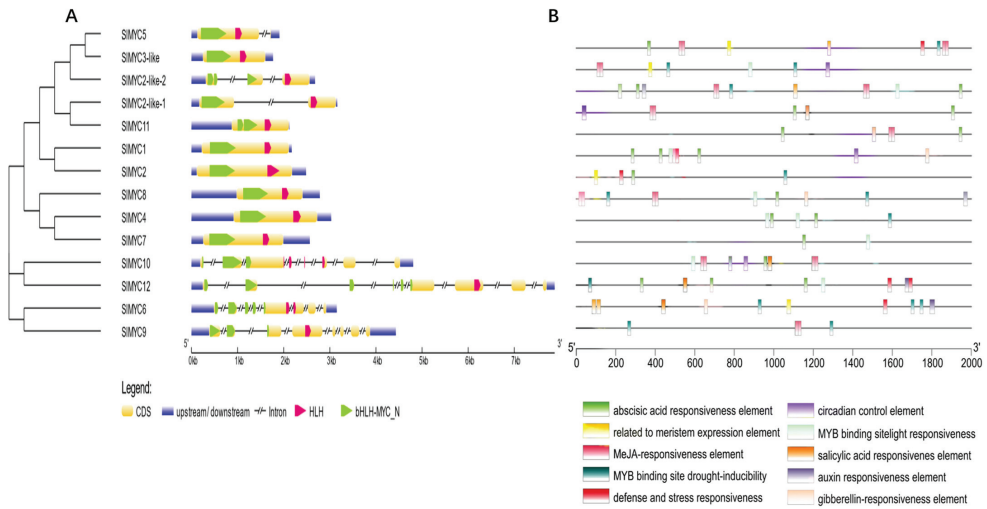 A
B
SlMYC5
SlMYC3-like
SlMYC2-like-2
SlMYC2-like-1
SlMYC11
SlMYC1
SlMYC2
SlMYC8
SlMYC4
SlMYC7
SlMYC10
SlMYC12
SlMYC6
SlMYC9
5' 3'
0kb 1kb 2kb 3kb 4kb 5kb 6kb 7kb
5' 3'
0 200 400 600 800 1000 1200 1400 1600 1800 2000
Legend:
CDS upstream/ downstream Intron HLH bHLH-MYC_N
abscisic acid responsiveness element
related to meristem expression element
MeJA-responsiveness element
MYB binding site drought-inducibility
defense and stress responsiveness
circadian control element
MYB binding sitelight responsiveness
salicylic acid responsivenes element
auxin responsiveness element
gibberellin-responsiveness element